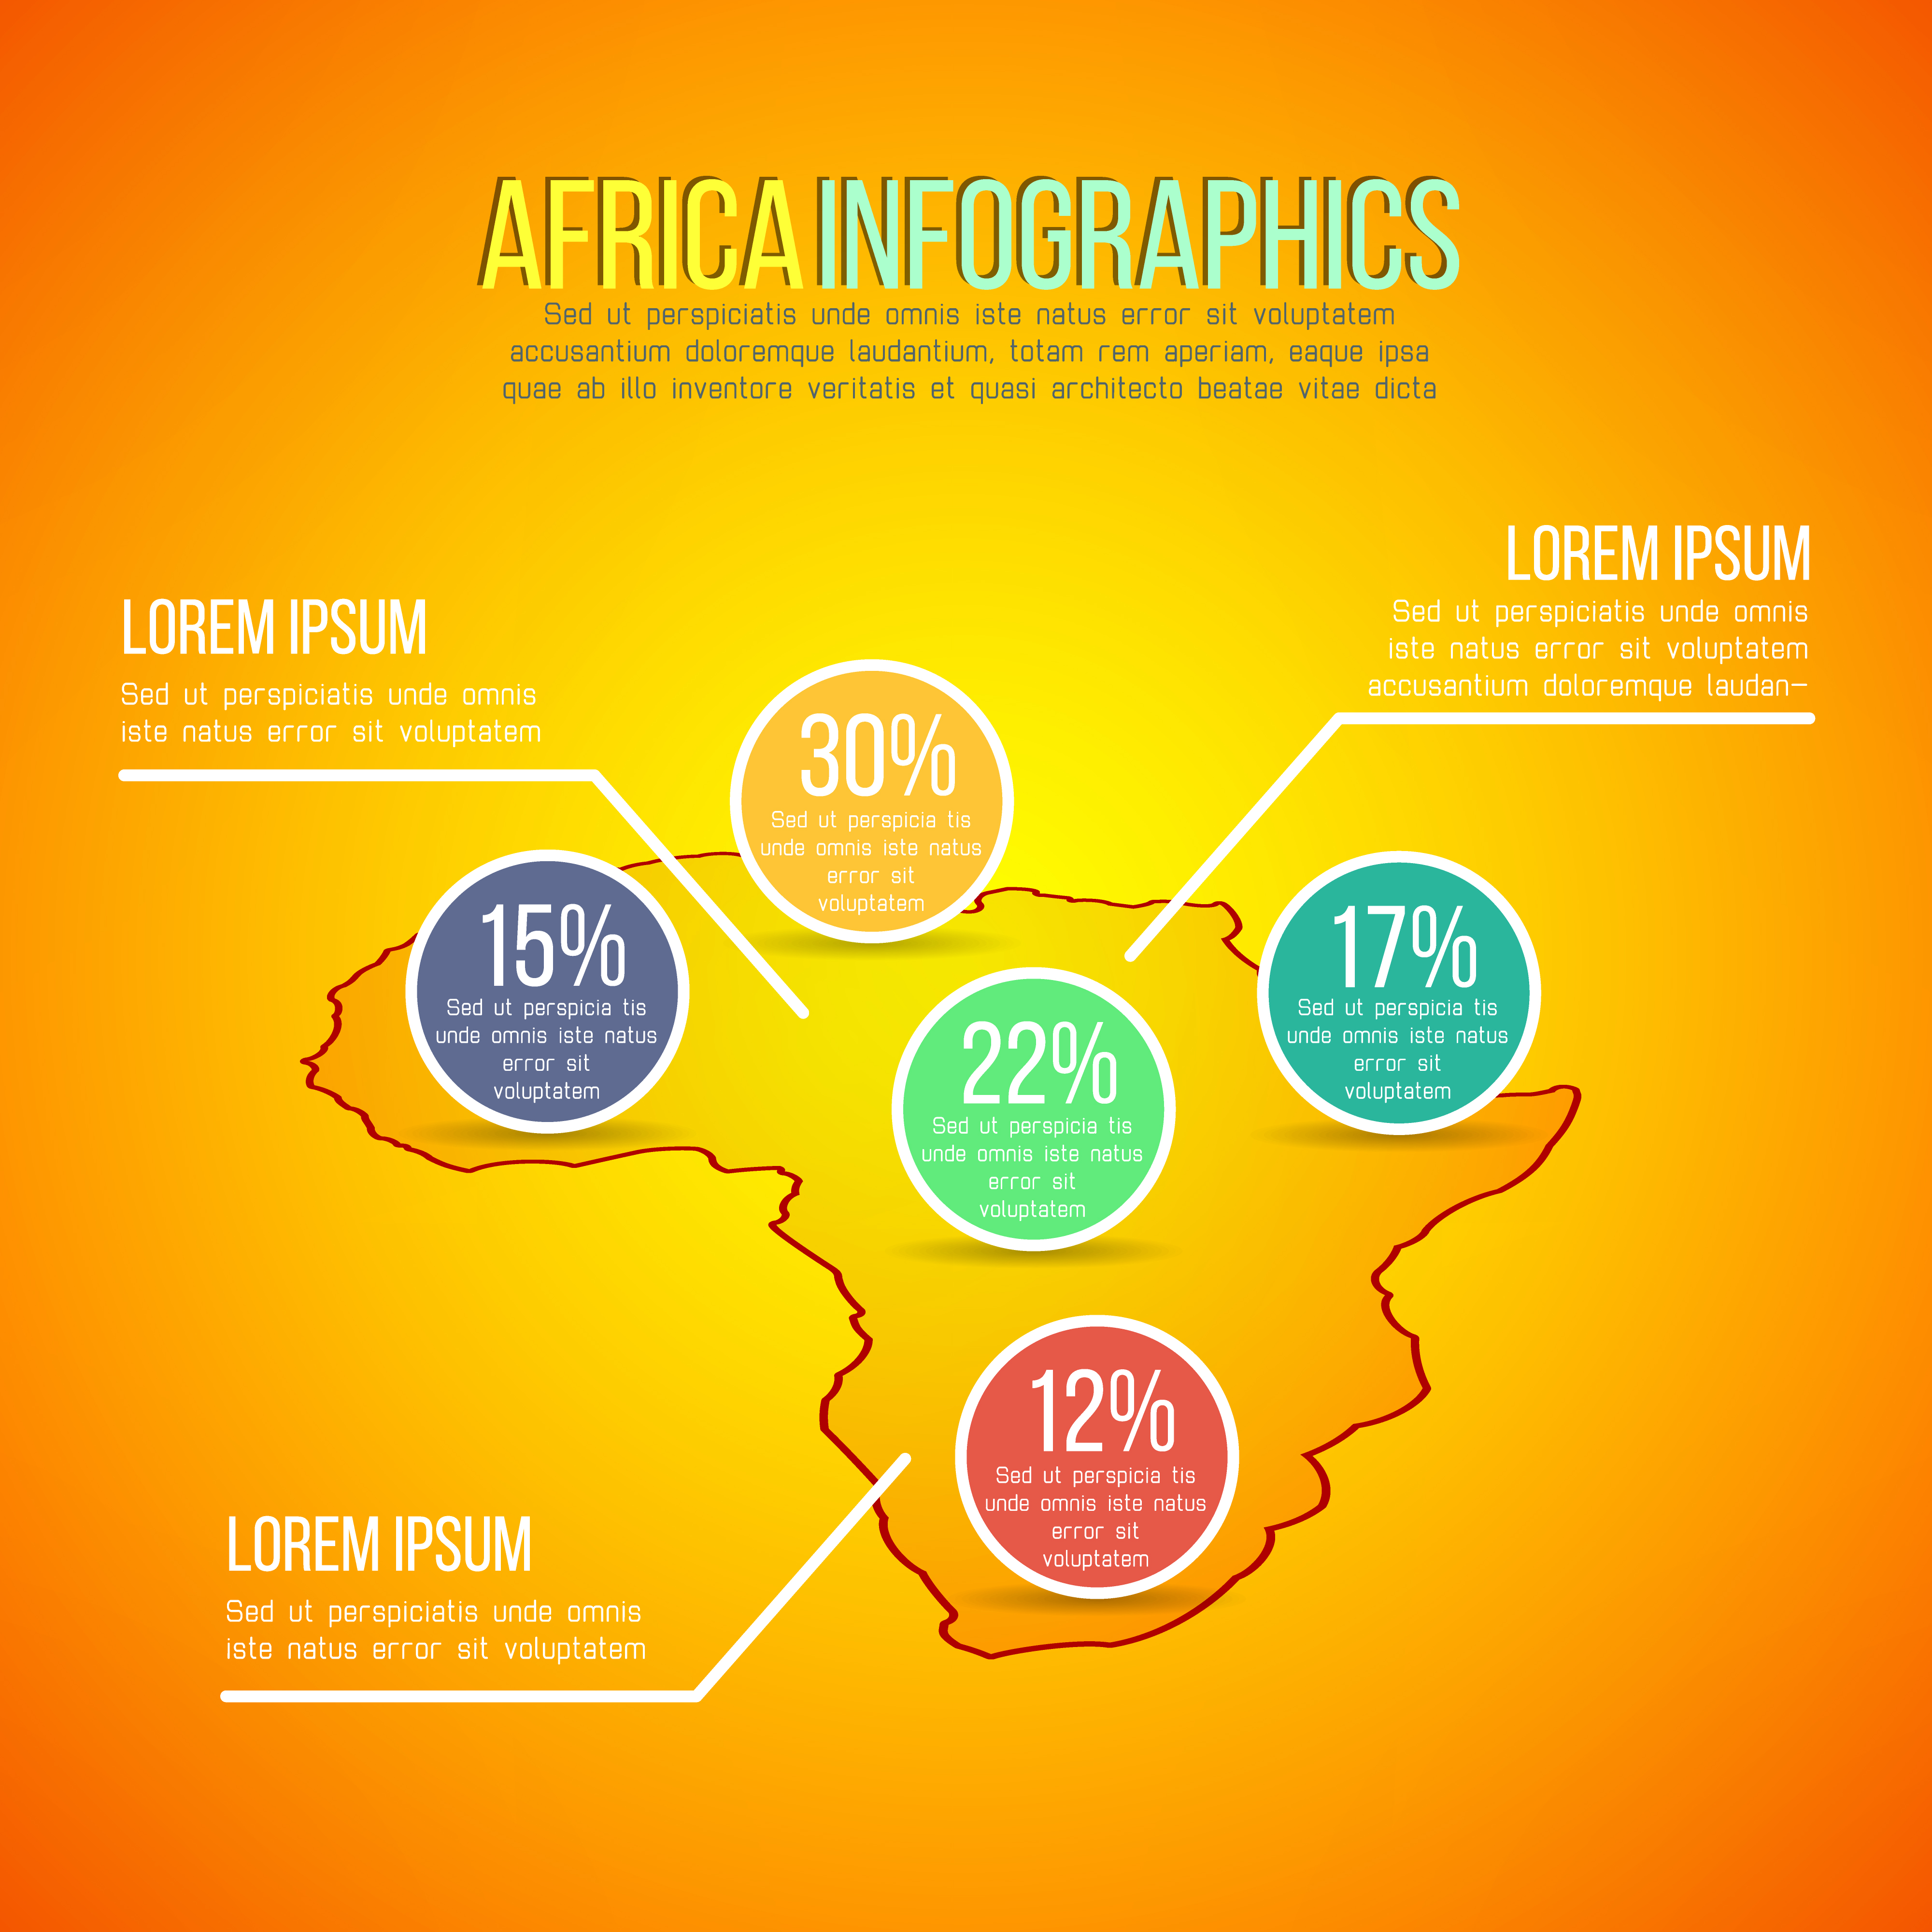 AFRICA INFOGRAPHICS
Sed ut perspiciatis unde omnis iste natus error sit voluptatem
accusantium doloremque laudantium, totam rem aperiam, eaque ipsa
quae ab illo inventore veritatis et quasi architecto beatae vitae dicta
LOREM IPSUM
Sed ut perspiciatis unde omnis
iste natus error sit voluptatem
accusantium doloremque laudan-
LOREM IPSUM
Sed ut perspiciatis unde omnis
iste natus error sit voluptatem
30%
Sed ut perspicia tis
unde omnis iste natus
error sit
voluptatem
15%
Sed ut perspicia tis
unde omnis iste natus
error sit
voluptatem
17%
Sed ut perspicia tis
unde omnis iste natus
error sit
voluptatem
22%
Sed ut perspicia tis
unde omnis iste natus
error sit
voluptatem
12%
Sed ut perspicia tis
unde omnis iste natus
error sit
voluptatem
LOREM IPSUM
Sed ut perspiciatis unde omnis
iste natus error sit voluptatem